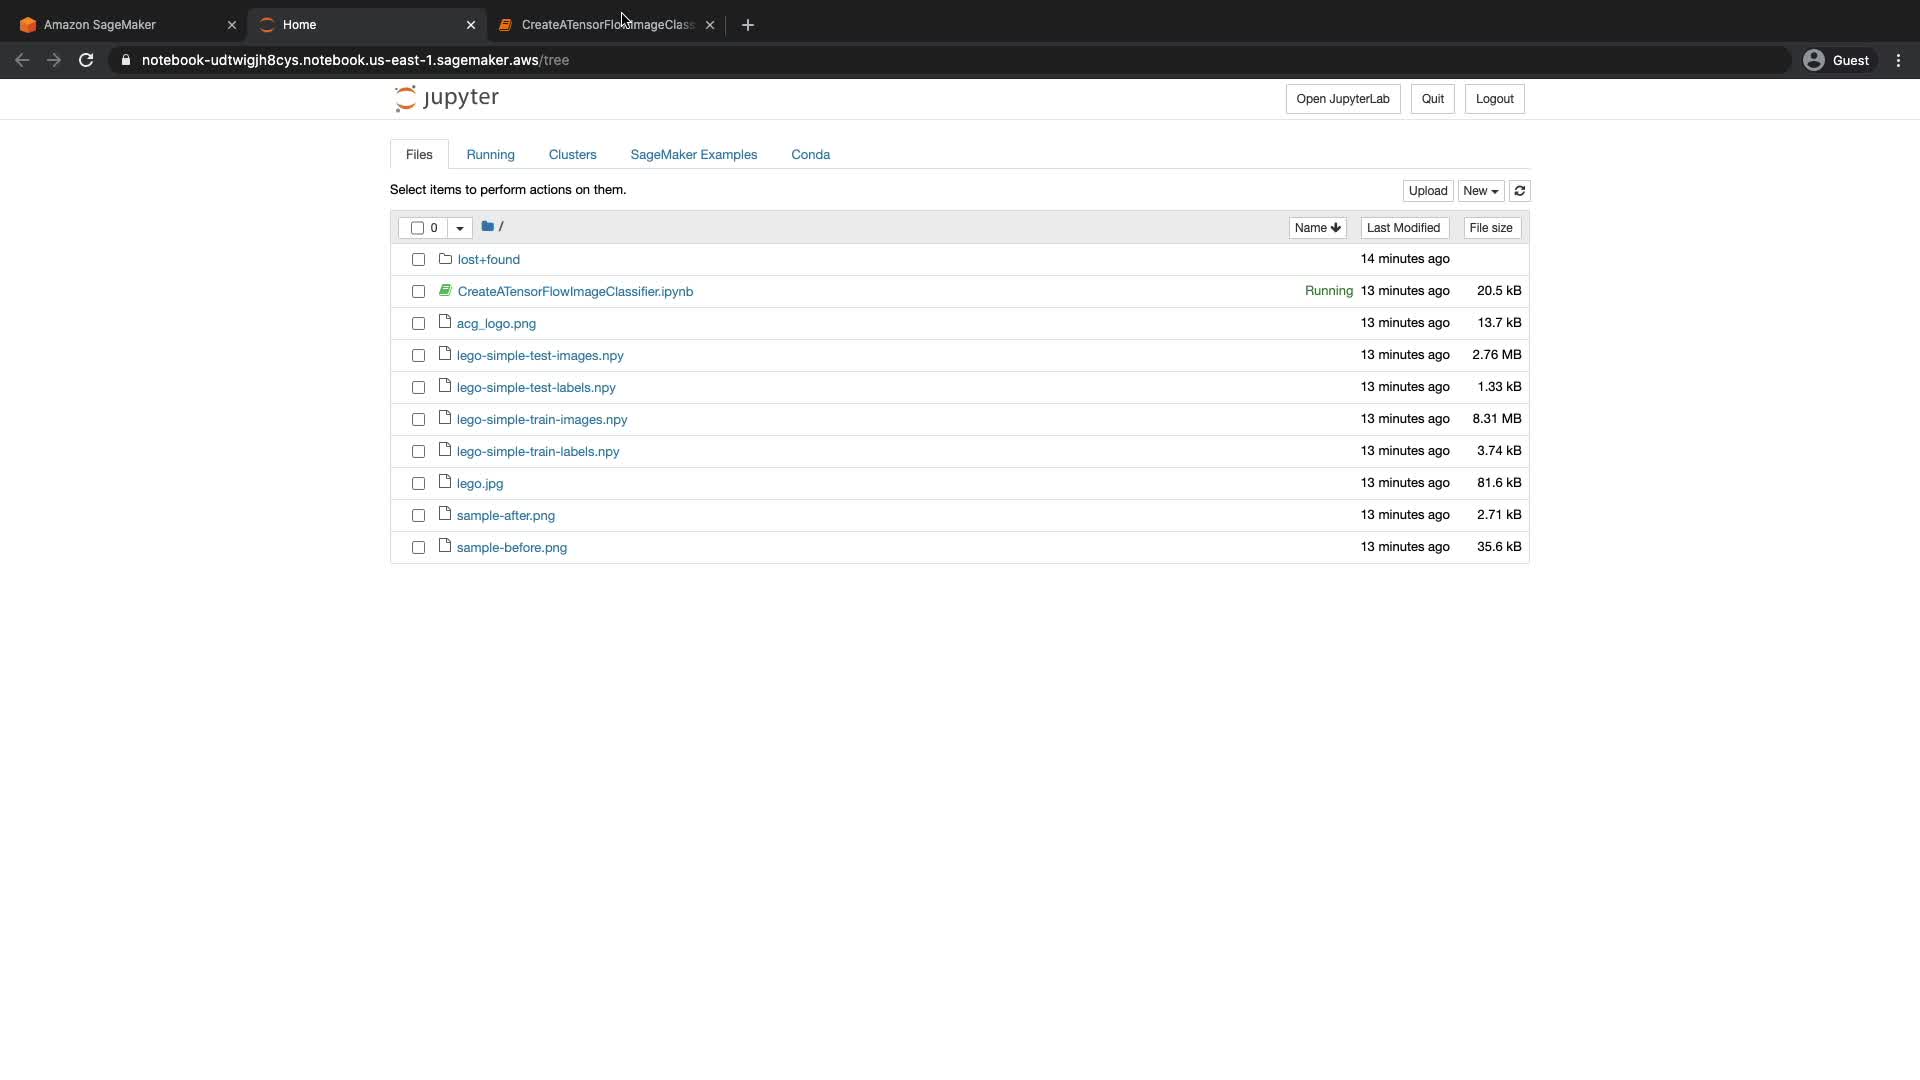 Amazon SageMaker
Home
CreateATensorFlowImageClass
notebook-udtwigjh8cys.notebook.us-east-1.sagemaker.aws/tree
Guest
jupyter
Open JupyterLab
Quit
Logout
Files
Running
Clusters
SageMaker Examples
Conda
Select items to perform actions on them.
Upload
New
0
/
Name
Last Modified
File size
lost+found 14 minutes ago
CreateATensorFlowImageClassifier.ipynb Running 13 minutes ago 20.5 kB
acg_logo.png 13 minutes ago 13.7 kB
lego-simple-test-images.npy 13 minutes ago 2.76 MB
lego-simple-test-labels.npy 13 minutes ago 1.33 kB
lego-simple-train-images.npy 13 minutes ago 8.31 MB
lego-simple-train-labels.npy 13 minutes ago 3.74 kB
lego.jpg 13 minutes ago 81.6 kB
sample-after.png 13 minutes ago 2.71 kB
sample-before.png 13 minutes ago 35.6 kB